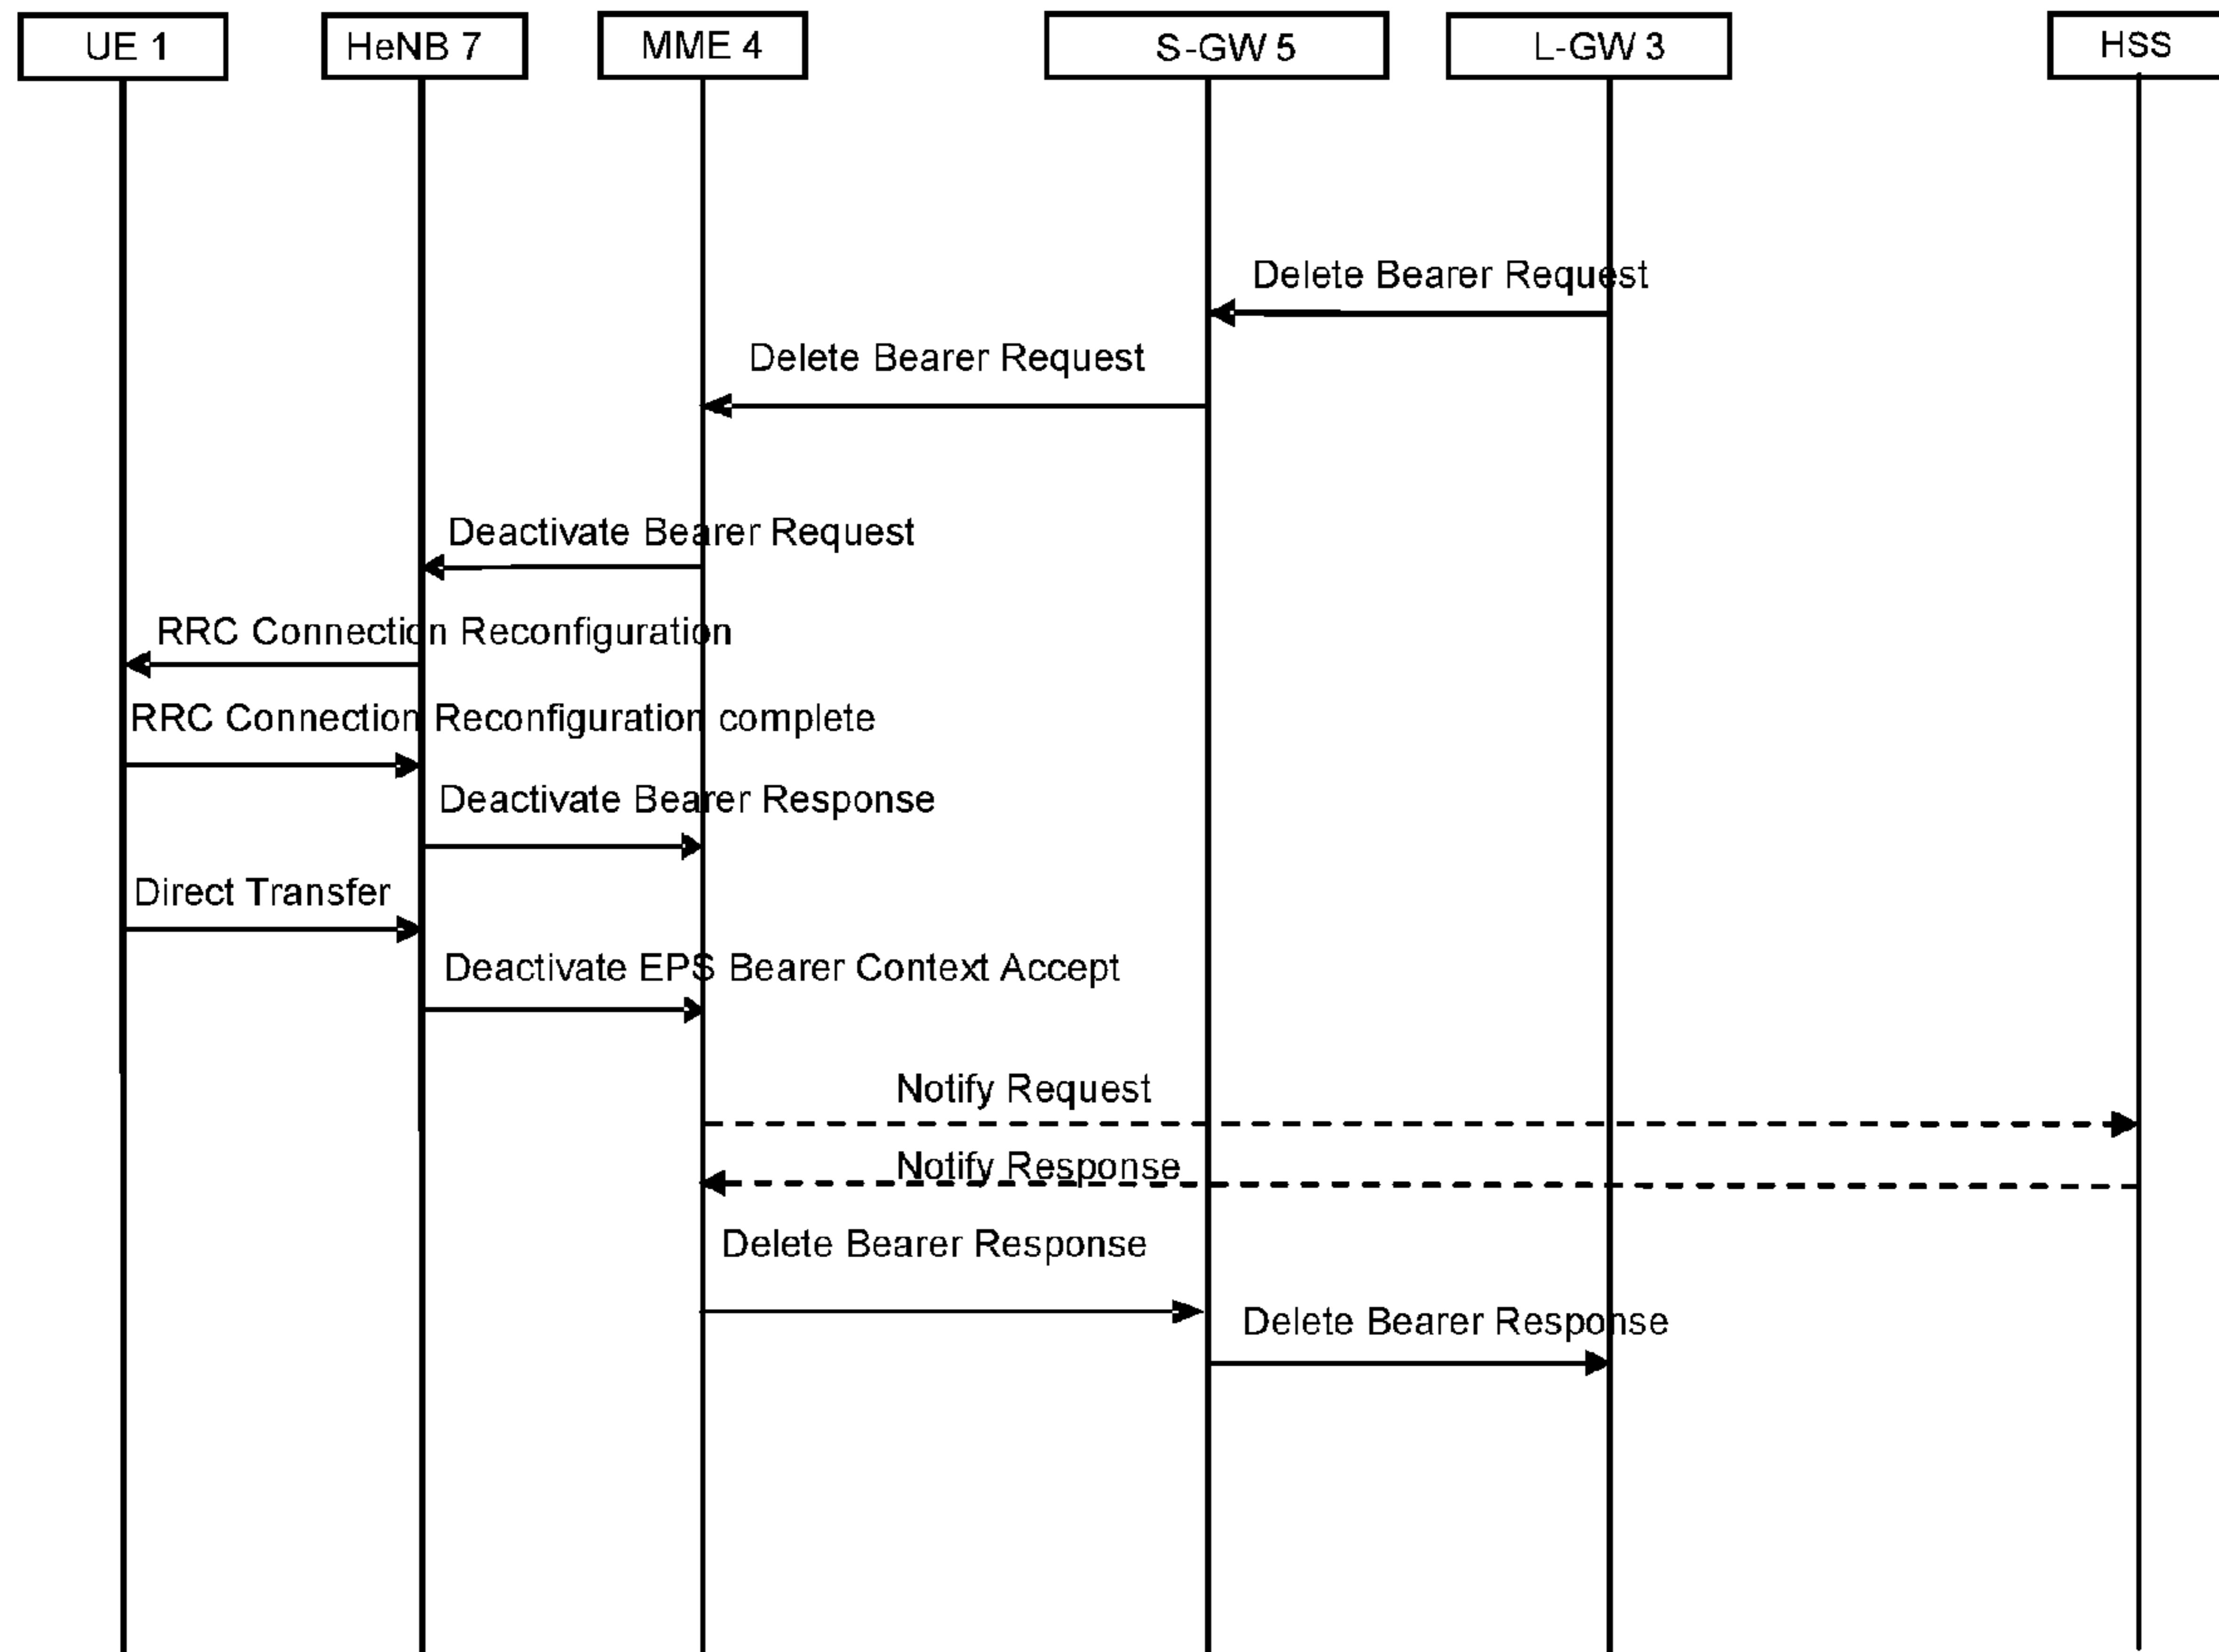 UE 1
HeNB 7
MME 4
S-GW 5
L-GW 3
HSS
Delete Bearer Request
Delete Bearer Request
Deactivate Bearer Request
RRC Connection Reconfiguration
RRC Connection Reconfiguration complete
Deactivate Bearer Response
Direct Transfer
Deactivate EPS Bearer Context Accept
Notify Request
Notify Response
Delete Bearer Response
Delete Bearer Response